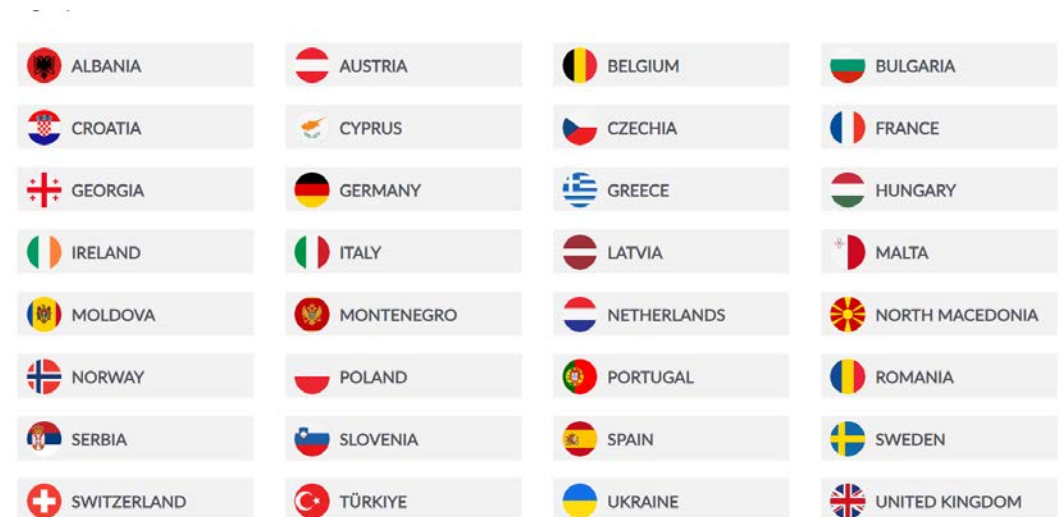 ALBANIA
AUSTRIA
BELGIUM
BULGARIA
CROATIA
CYPRUS
CZECHIA
FRANCE
GEORGIA
GERMANY
GREECE
HUNGARY
IRELAND
ITALY
LATVIA
MALTA
MOLDOVA
MONTENEGRO
NETHERLANDS
NORTH MACEDONIA
NORWAY
POLAND
PORTUGAL
ROMANIA
SERBIA
SLOVENIA
SPAIN
SWEDEN
SWITZERLAND
TÜRKIYE
UKRAINE
UNITED KINGDOM